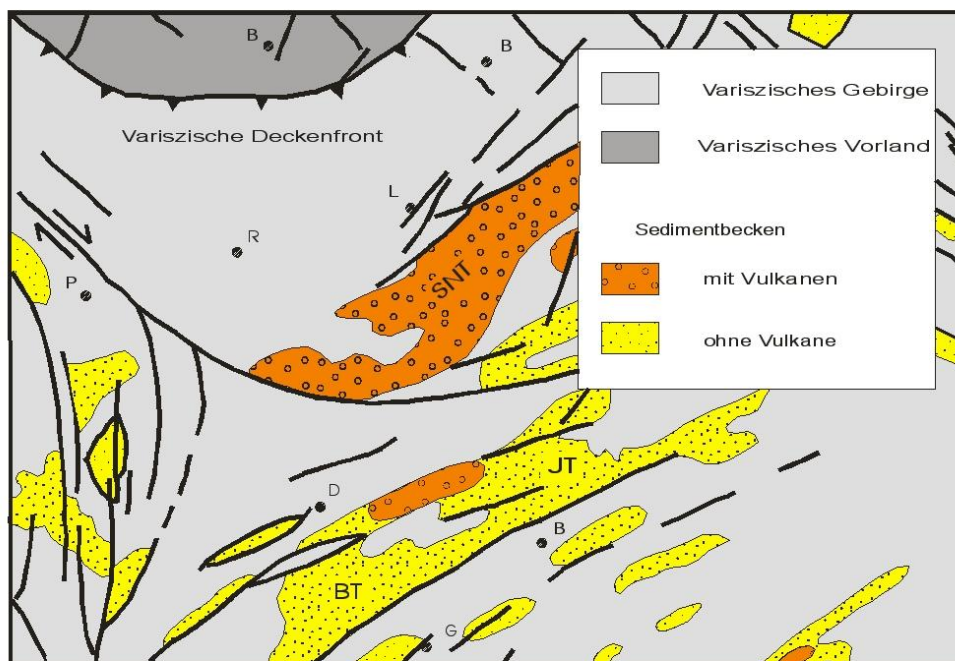 B
B
Variszisches Gebirge
Variszische Deckenfront
Variszisches Vorland
L
R
Sedimentbecken
SNT
mit Vulkanen
P
ohne Vulkane
JT
D
B
BT
G